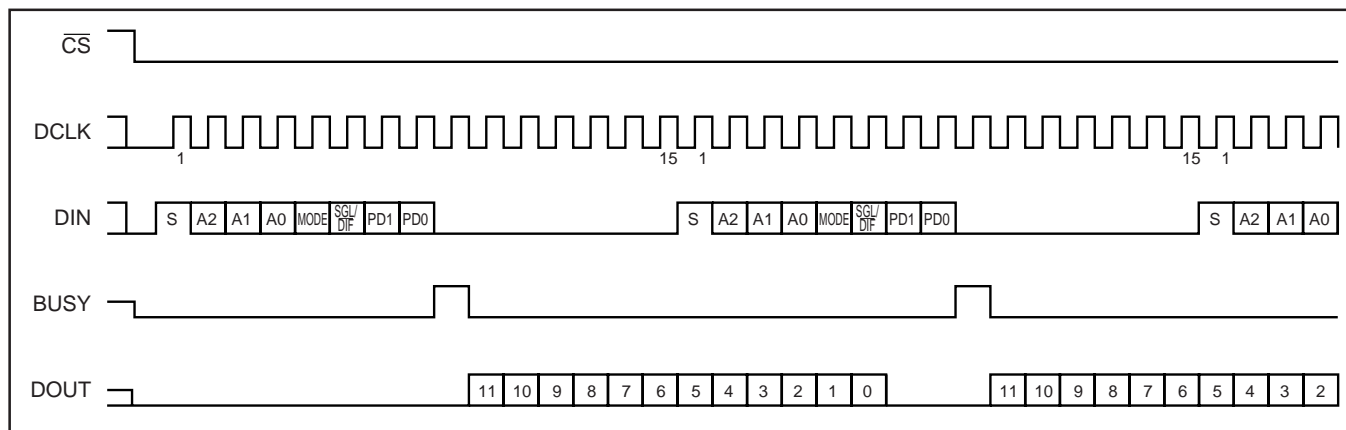 CS
DCLK
1 15 1 15 1
DIN
S A2 A1 A0 MODE SGL/DIF PD1 PD0 S A2 A1 A0 MODE SGL/DIF PD1 PD0 S A2 A1 A0
BUSY
DOUT
11 10 9 8 7 6 5 4 3 2 1 0 11 10 9 8 7 6 5 4 3 2